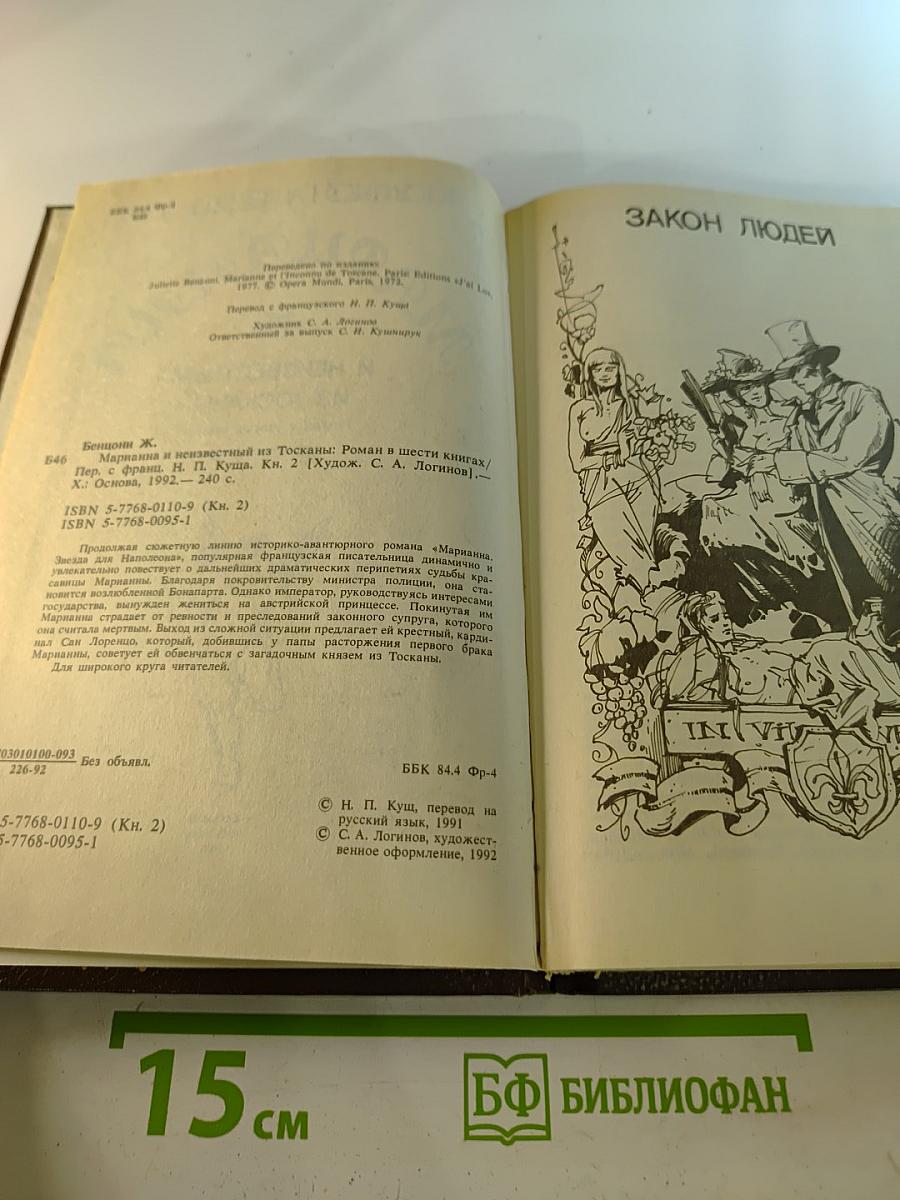 ББК 84.4 Фр-4
Б46
Переведено по изданию
Juliette Benzoni. Marianne et l'Inconnu de Toscane. Paris: Editions «J'ai Lu»,
1977. © Opera Mundi, Paris, 1972.
Перевод с французского Н. П. Куща
Художник С. А. Логинов
Ответственный за выпуск С. Н. Кушнирук
Бенцони Ж.
Б46 Марианна и неизвестный из Тосканы: Роман в шести книгах/
Пер. с франц. Н. П. Куща. Кн. 2 [Худож. С. А. Логинов].—
Х.: Основа, 1992.— 240 с.
ISBN 5-7768-0110-9 (Кн. 2)
ISBN 5-7768-0095-1
Продолжая сюжетную линию историко-авантюрного романа «Марианна,
Звезда для Наполеона», популярная французская писательница динамично и
увлекательно повествует о дальнейших драматических перипетиях судьбы кра-
савицы Марианны. Благодаря покровительству министра полиции, она ста-
новится возлюбленной Бонапарта. Однако император, руководствуясь интересами
государства, вынужден жениться на австрийской принцессе. Покинутая им
Марианна страдает от ревности и преследований законного супруга, которого
она считала мертвым. Выход из сложной ситуации предлагает ей крестный, карди-
нал Сан Лоренцо, который, добившись у папы расторжения первого брака
Марианны, советует ей обвенчаться с загадочным князем из Тосканы.
Для широкого круга читателей.
03010100-093
226-92
Без объявл.
ББК 84.4 Фр-4
5-7768-0110-9 (Кн. 2)
5-7768-0095-1
© Н. П. Кущ, перевод на
русский язык, 1991
© С. А. Логинов, художест-
венное оформление, 1992
ЗАКОН ЛЮДЕЙ
15 см
БФ БИБЛИОФАН